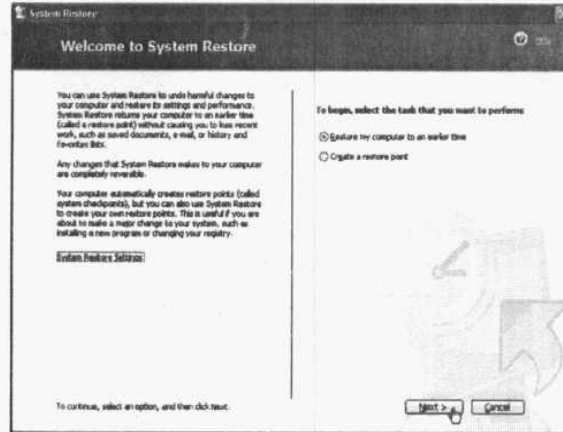 System Restore
Welcome to System Restore
Help
You can use System Restore to undo harmful changes to
your computer and restore its settings and performance.
System Restore returns your computer to an earlier time
(called a restore point) without causing you to lose recent
work, such as saved documents, e-mail, or history and
favorites lists.
Any changes that System Restore makes to your computer
are completely reversible.
Your computer automatically creates restore points (called
system checkpoints), but you can also use System Restore
to create your own restore points. This is useful if you are
about to make a major change to your system, such as
installing a new program or changing your registry.
System Restore Settings
To begin, select the task that you want to perform:
Restore my computer to an earlier time
Create a restore point
To continue, select an option, and then click Next.
Next >
Cancel